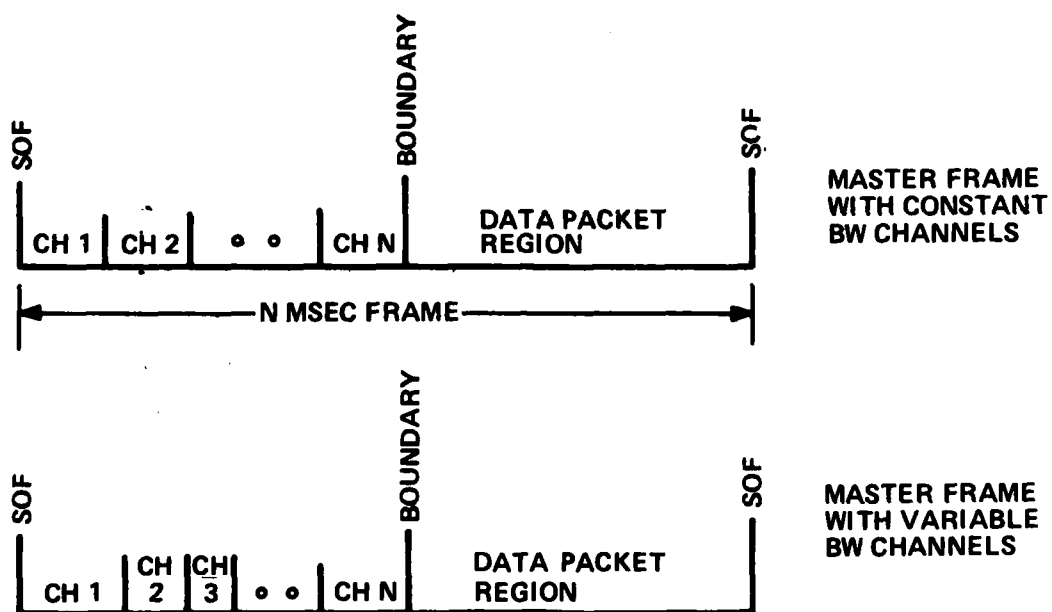 SOF
BOUNDARY
SOF
CH 1
CH 2
CH N
DATA PACKET
REGION
MASTER FRAME
WITH CONSTANT
BW CHANNELS
N MSEC FRAME
SOF
BOUNDARY
SOF
CH 1
CH
2
CH
3
CH N
DATA PACKET
REGION
MASTER FRAME
WITH VARIABLE
BW CHANNELS